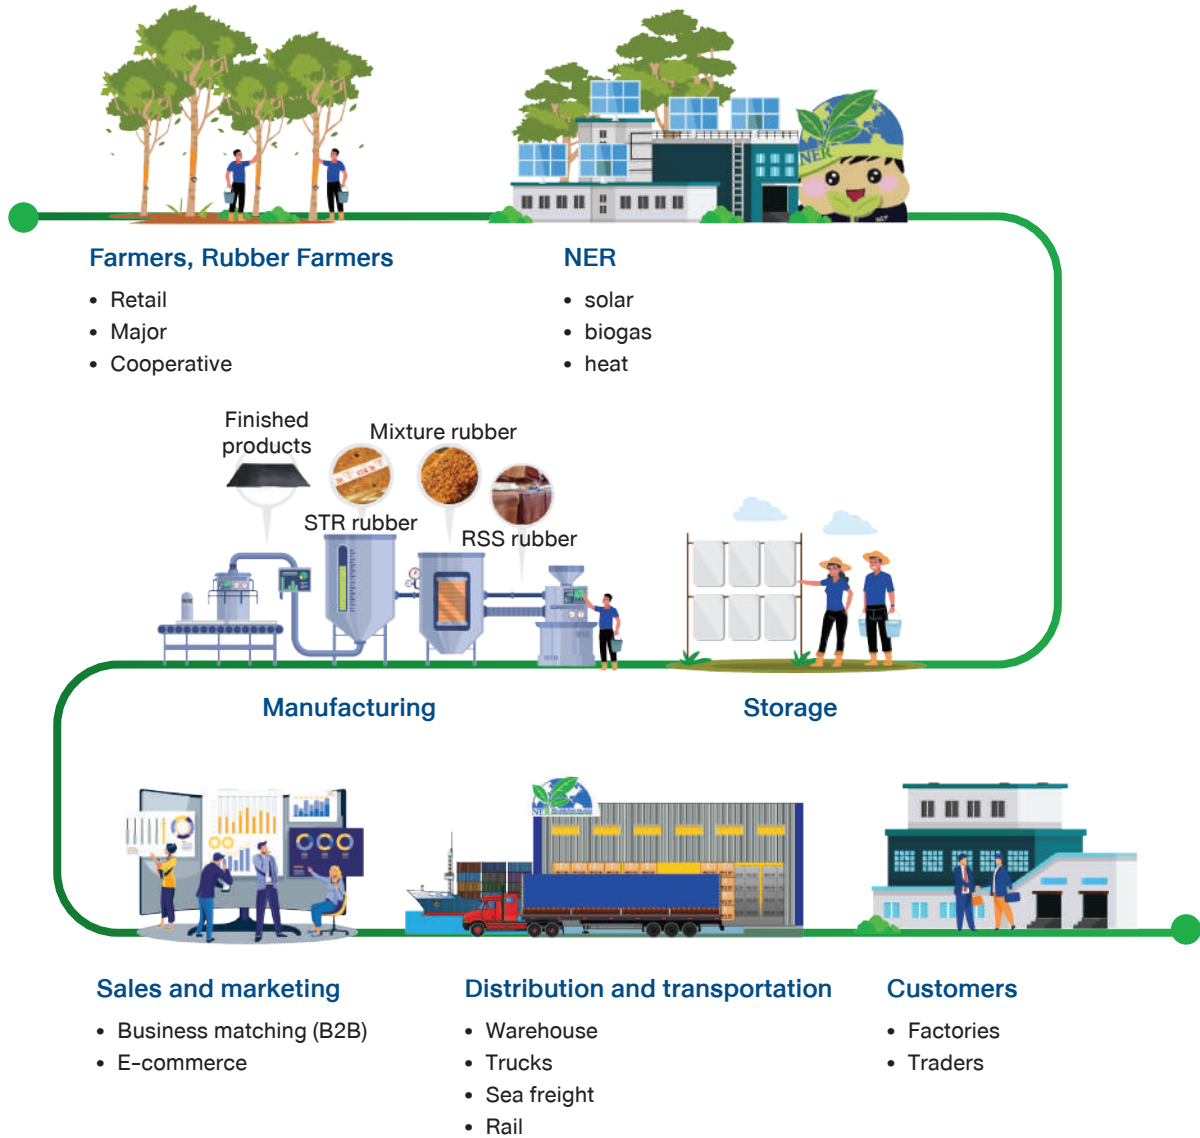 NER
Farmers, Rubber Farmers
• Retail
• Major
• Cooperative
NER
• solar
• biogas
• heat
Finished
products
STR rubber
Mixture rubber
RSS rubber
Manufacturing
Storage
NER
Sales and marketing
• Business matching (B2B)
• E-commerce
Distribution and transportation
• Warehouse
• Trucks
• Sea freight
• Rail
Customers
• Factories
• Traders